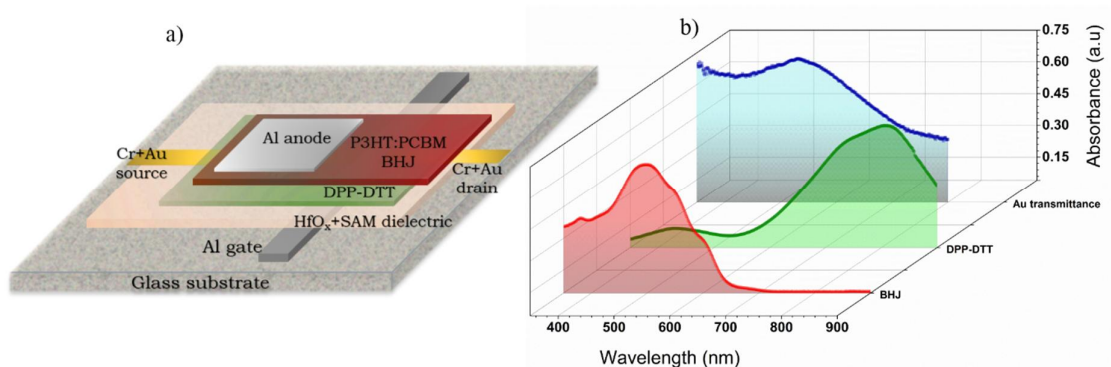 a)
Al anode
P3HT:PCBM
BHJ
Cr+Au
source
Cr+Au
drain
DPP-DTT
HfOx+SAM dielectric
Al gate
Glass substrate
b)
0.75
0.60
0.45
0.30
0.15
Absorbance (a.u)
Au transmittance
DPP-DTT
BHJ
400 500 600 700 800 900
Wavelength (nm)